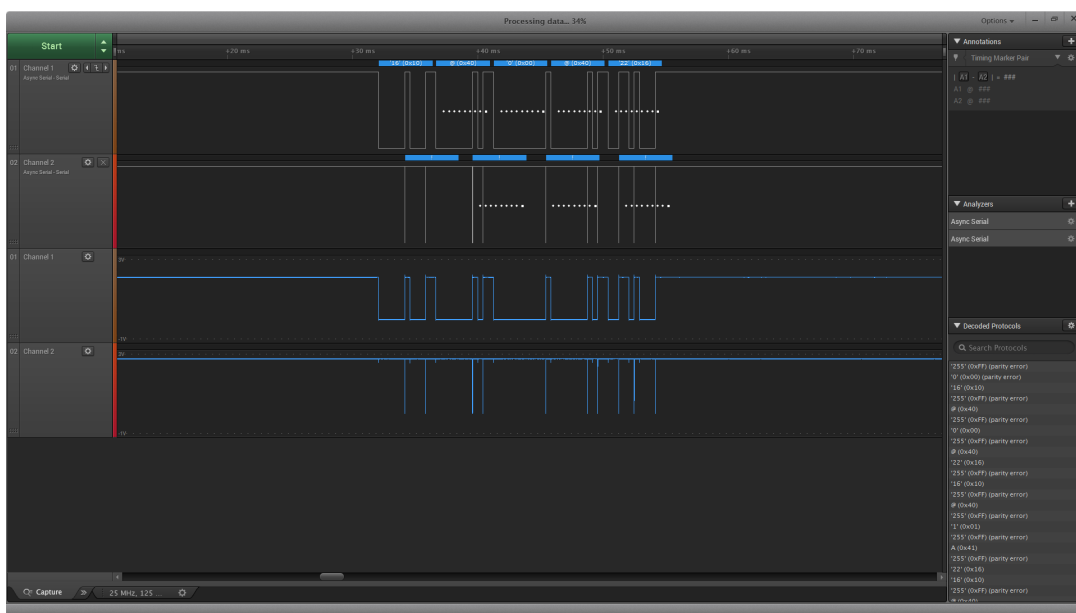 Processing data... 34%
Options
Start
ms
+20 ms
+30 ms
+40 ms
+50 ms
+60 ms
+70 ms
01 Channel 1
Async Serial - Serial
'16' (0x10)
@ (0x40)
'0' (0x00)
@ (0x40)
'22' (0x16)
02 Channel 2
Async Serial - Serial
01 Channel 1
3V
-1V
02 Channel 2
3V
-1V
Capture
25 MHz, 125 ...
Annotations
Timing Marker Pair
| A1 - A2 | = ###
A1 @ ###
A2 @ ###
Analyzers
Async Serial
Async Serial
Decoded Protocols
Search Protocols
'255' (0xFF) (parity error)
'0' (0x00) (parity error)
'16' (0x10)
'255' (0xFF) (parity error)
@ (0x40)
'255' (0xFF) (parity error)
'0' (0x00)
'255' (0xFF) (parity error)
@ (0x40)
'22' (0x16)
'255' (0xFF) (parity error)
'16' (0x10)
'255' (0xFF) (parity error)
@ (0x40)
'255' (0xFF) (parity error)
'1' (0x01)
'255' (0xFF) (parity error)
A (0x41)
'255' (0xFF) (parity error)
'22' (0x16)
'16' (0x10)
'255' (0xFF) (parity error)
@ (0x40)